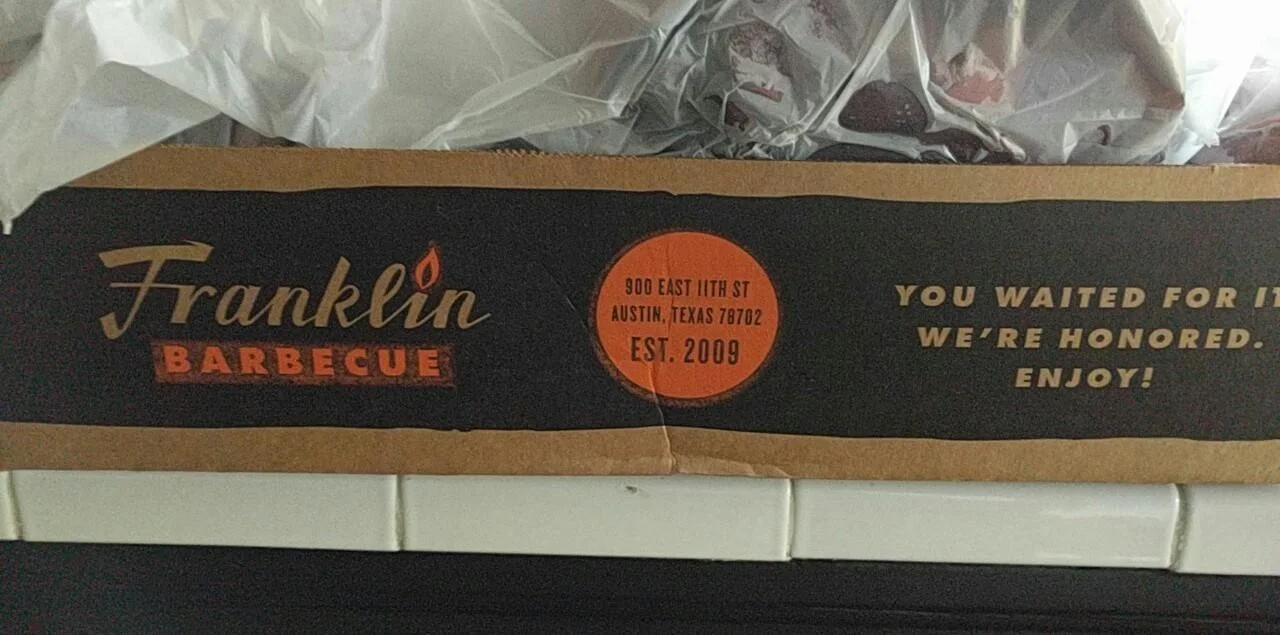 Franklin
BARBECUE
900 EAST 11TH ST
AUSTIN, TEXAS 78702
EST. 2009
YOU WAITED FOR IT
WE'RE HONORED.
ENJOY!